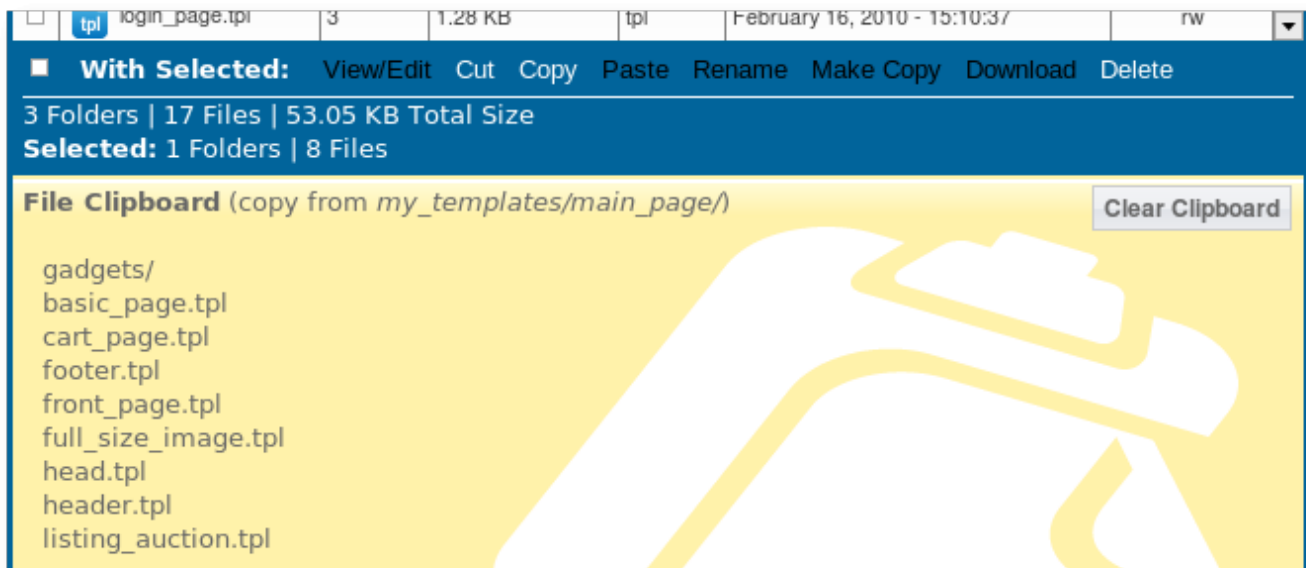 tpl login_page.tpl 3 1.28 KB tpl February 16, 2010 - 15:10:37 rw
With Selected: View/Edit Cut Copy Paste Rename Make Copy Download Delete
3 Folders | 17 Files | 53.05 KB Total Size
Selected: 1 Folders | 8 Files
File Clipboard (copy from my_templates/main_page/) Clear Clipboard
gadgets/
basic_page.tpl
cart_page.tpl
footer.tpl
front_page.tpl
full_size_image.tpl
head.tpl
header.tpl
listing_auction.tpl